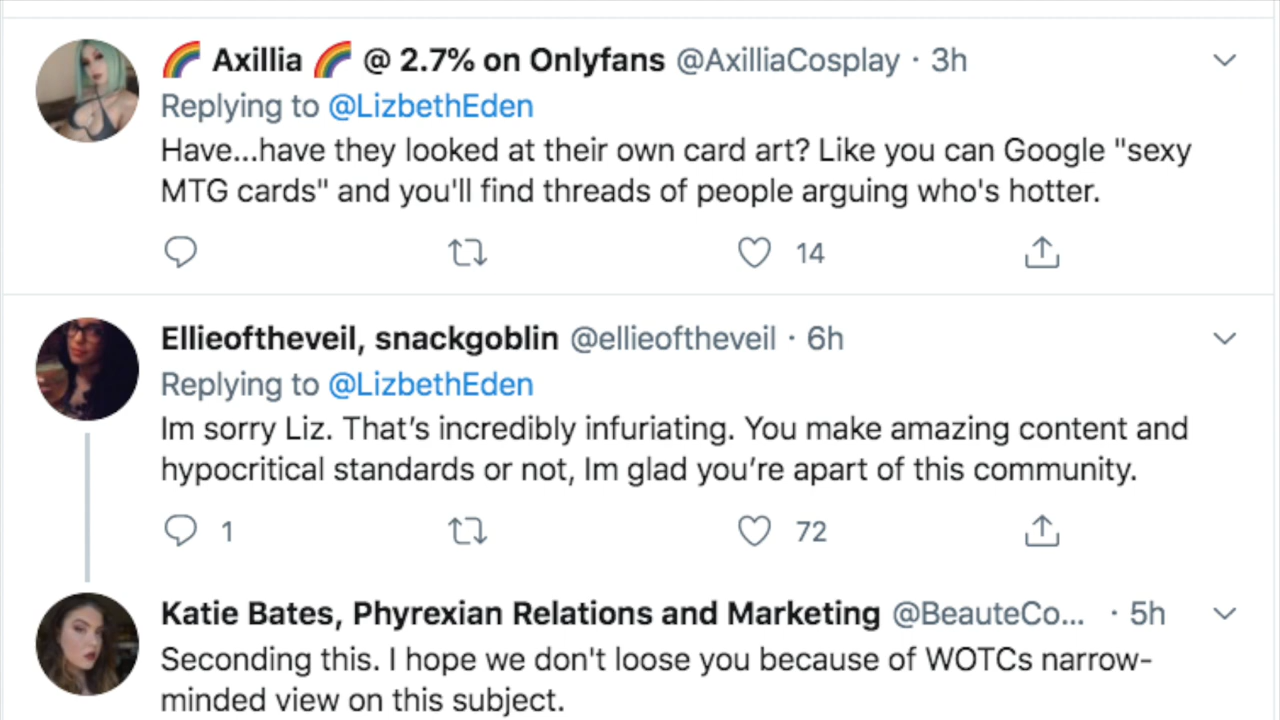 🌈 Axillia 🌈 @ 2.7% on Onlyfans @AxilliaCosplay · 3h
Replying to @LizbethEden
Have...have they looked at their own card art? Like you can Google "sexy
MTG cards" and you'll find threads of people arguing who's hotter.
14
Ellieoftheveil, snackgoblin @ellieoftheveil · 6h
Replying to @LizbethEden
Im sorry Liz. That’s incredibly infuriating. You make amazing content and
hypocritical standards or not, Im glad you’re apart of this community.
1 72
Katie Bates, Phyrexian Relations and Marketing @BeauteCo... · 5h
Seconding this. I hope we don't loose you because of WOTCs narrow-
minded view on this subject.